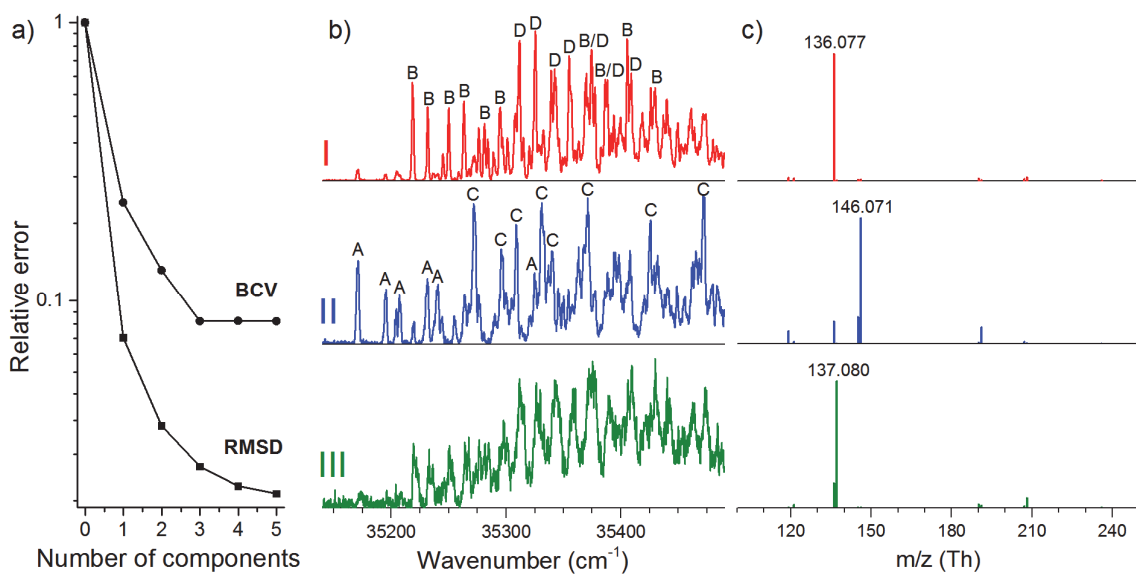 a)
1
0.1
Relative error
BCV
RMSD
0 1 2 3 4 5
Number of components
b)
I
B B B B B B D D D D B/D B/D B D B
II
A A A A A C C C C A C C C C
III
35200 35300 35400
Wavenumber (cm-1)
c)
136.077
146.071
137.080
120 150 180 210 240
m/z (Th)